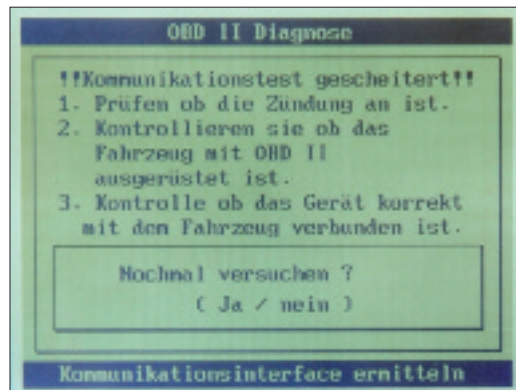 OBD II Diagnose
!!Kommunikationstest gescheitert!!
1. Prüfen ob die Zündung an ist.
2. Kontrollieren sie ob das
Fahrzeug mit OBD II
ausgerüstet ist.
3. Kontrolle ob das Gerät korrekt
mit dem Fahrzeug verbunden ist.
Nochmal versuchen ?
( Ja / nein )
Kommunikationsinterface ermitteln